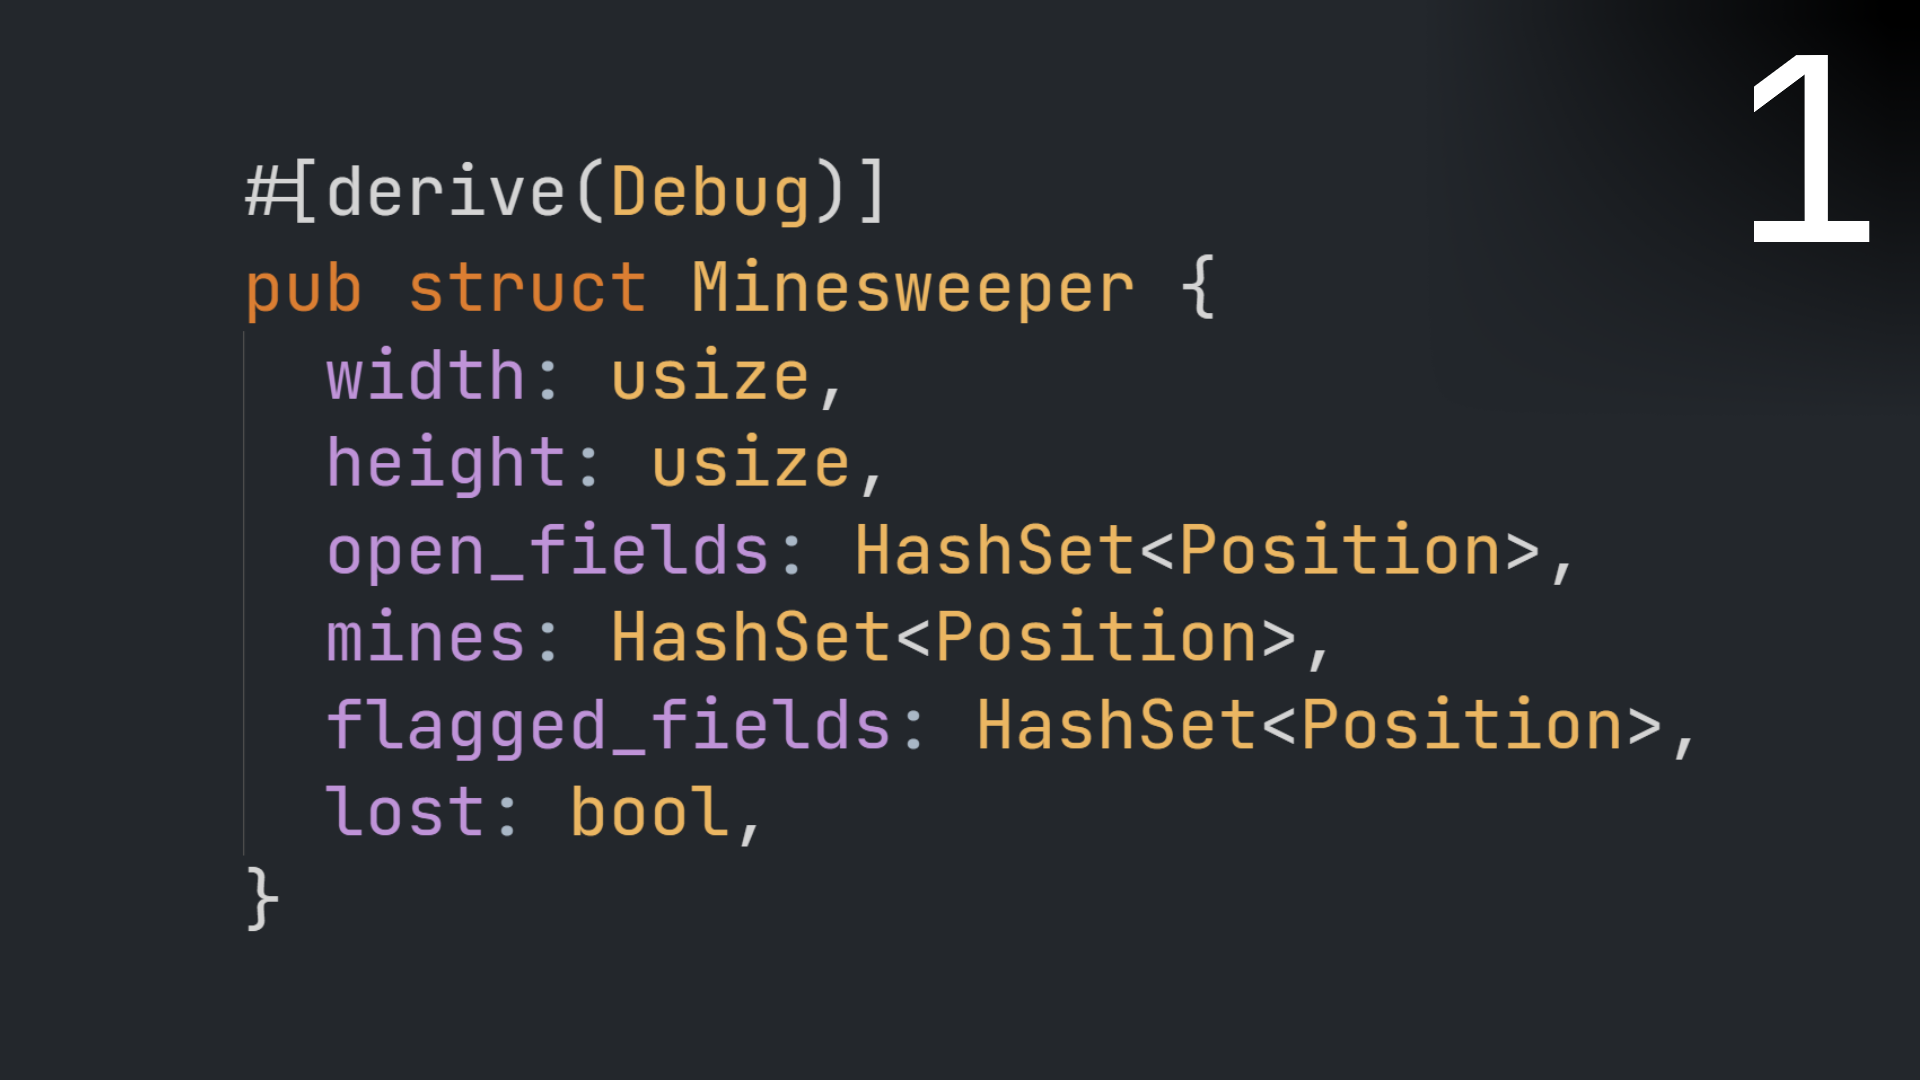 1
#[derive(Debug)]
pub struct Minesweeper {
  width: usize,
  height: usize,
  open_fields: HashSet<Position>,
  mines: HashSet<Position>,
  flagged_fields: HashSet<Position>,
  lost: bool,
}